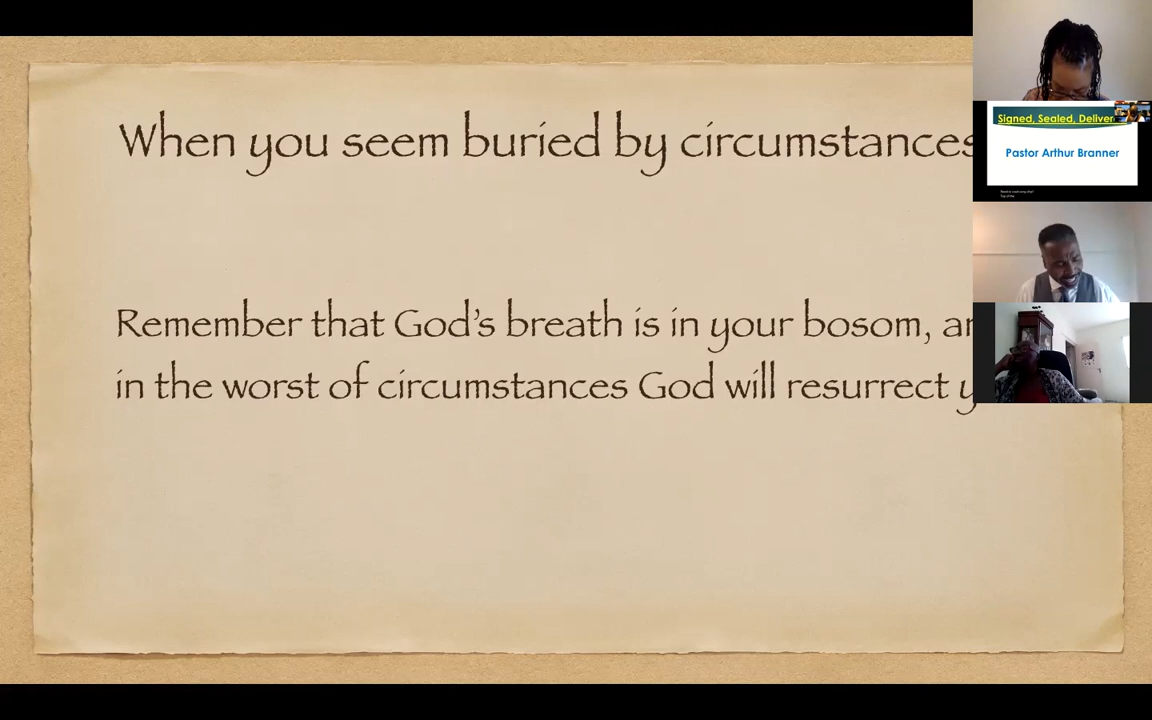 When you seem buried by circumstances
Remember that God's breath is in your bosom,
in the worst of circumstances God will resurrect
Signed, Sealed, Deliver
Pastor Arthur Branner